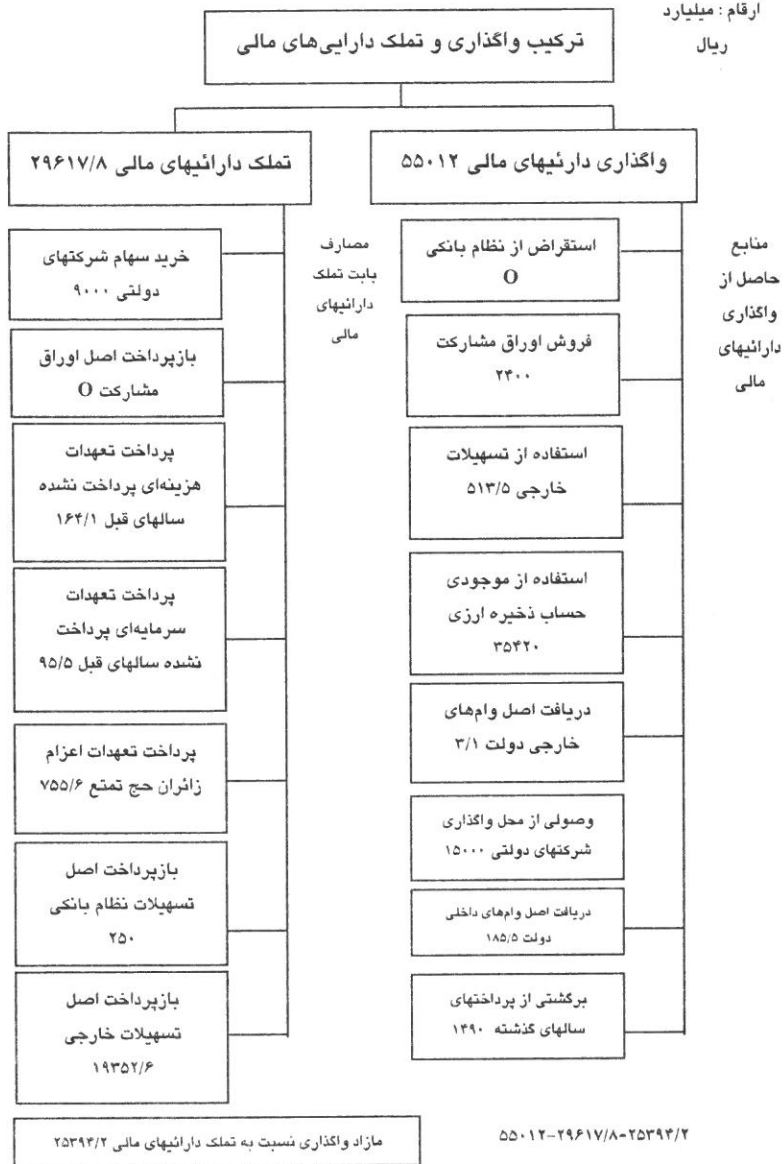 ارقام : میلیارد
ریال
ترکیب واگذاری و تملک دارایی‌های مالی
واگذاری دارئیهای مالی ۵۵۰۱۲
منابع
حاصل از
واگذاری
دارائیهای
مالی
استقراض از نظام بانکی
O
فروش اوراق مشارکت
۲۴۰۰
استفاده از تسهیلات
خارجی ۵۱۳/۵
استفاده از موجودی
حساب ذخیره ارزی
۳۵۴۲۰
دریافت اصل وام‌های
خارجی دولت ۳/۱
وصولی از محل واگذاری
شرکتهای دولتی ۱۵۰۰۰
دریافت اصل وام‌های داخلی
دولت ۱۸۵/۵
برگشتی از پرداختهای
سالهای گذشته ۱۴۹۰
تملک دارائیهای مالی ۲۹۶۱۷/۸
مصارف
بابت تملک
دارائیهای
مالی
خرید سهام شرکتهای
دولتی ۹۰۰۰
بازپرداخت اصل اوراق
مشارکت O
پرداخت تعهدات
هزینه‌ای پرداخت نشده
سالهای قبل ۱۶۴/۱
پرداخت تعهدات
سرمایه‌ای پرداخت
نشده سالهای قبل ۹۵/۵
پرداخت تعهدات اعزام
زائران حج تمتع ۷۵۵/۶
بازپرداخت اصل
تسهیلات نظام بانکی
۲۵۰
بازپرداخت اصل
تسهیلات خارجی
۱۹۳۵۲/۶
۵۵۰۱۲-۲۹۶۱۷/۸=۲۵۳۹۴/۲
مازاد واگذاری نسبت به تملک دارائیهای مالی ۲۵۳۹۴/۲